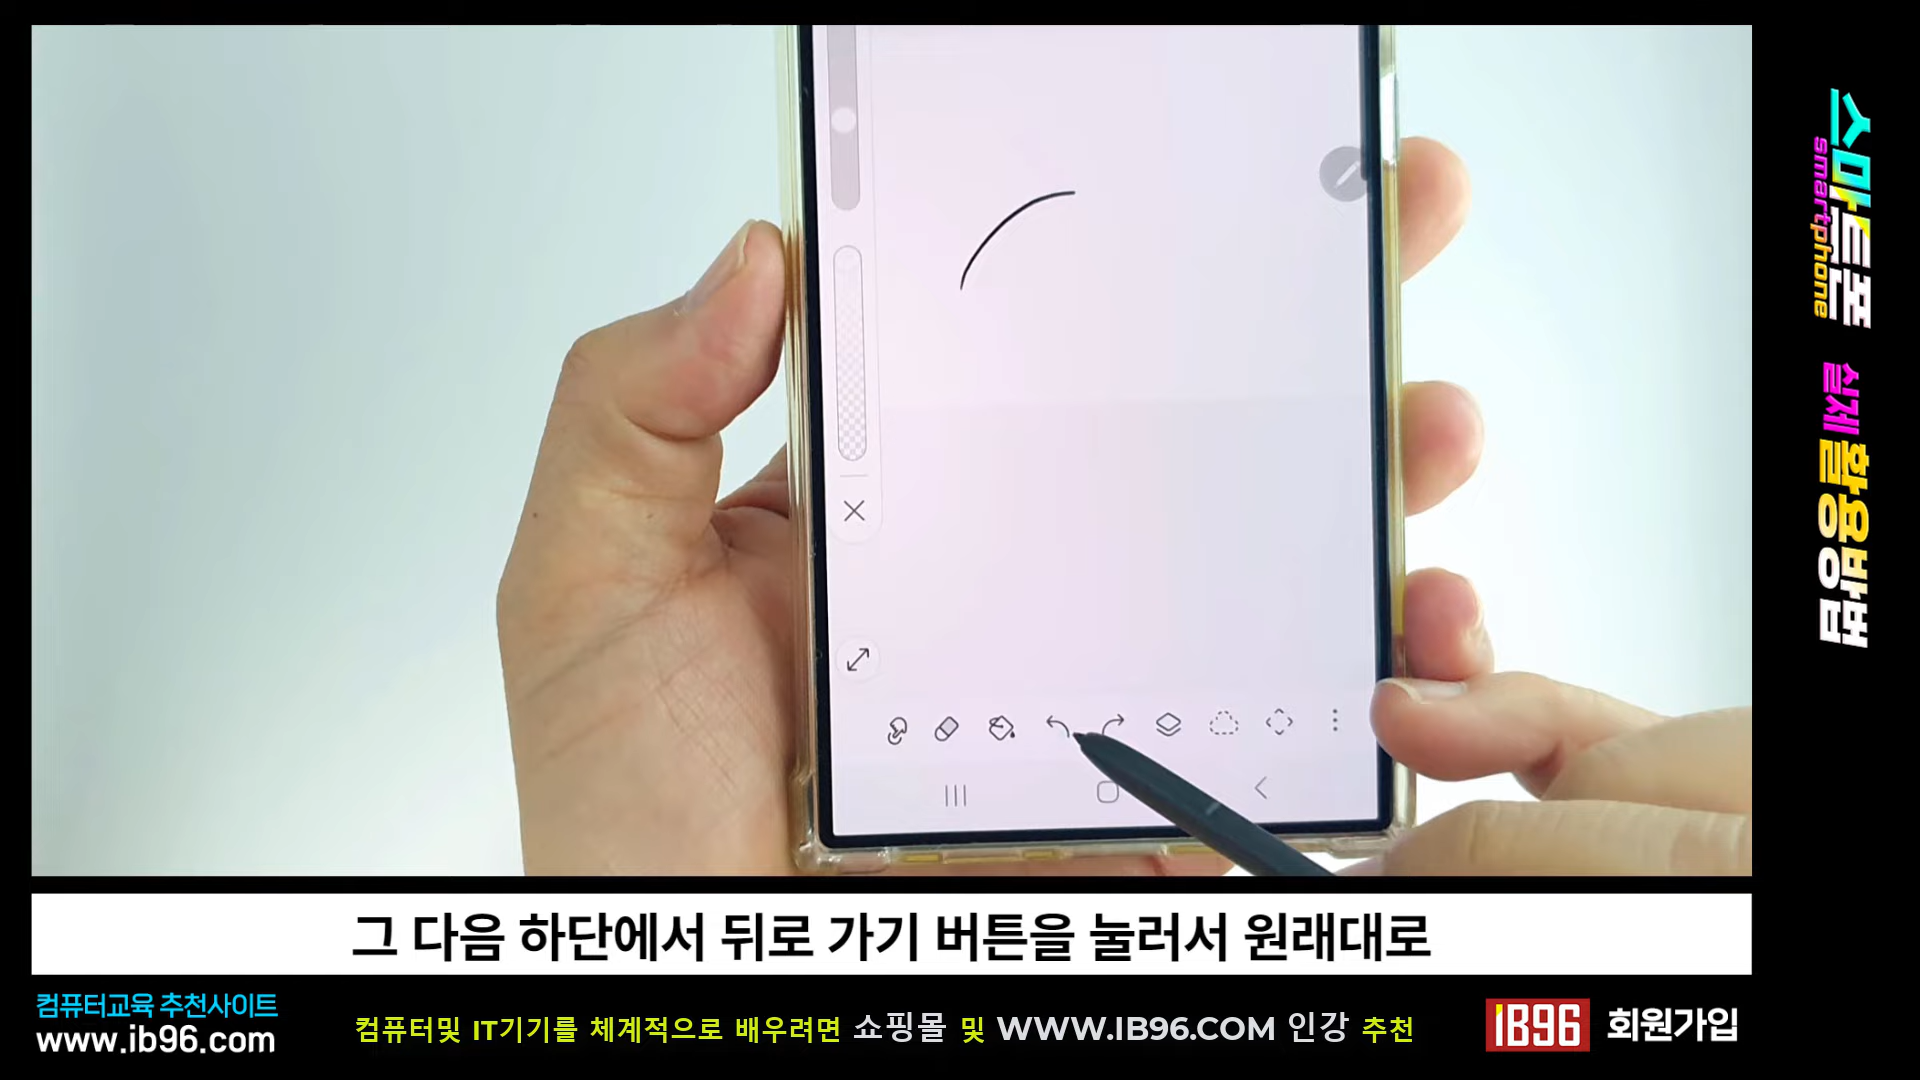 스마트폰 실제활용방법
smartphone
그 다음 하단에서 뒤로 가기 버튼을 눌러서 원래대로
컴퓨터교육 추천사이트
www.ib96.com
컴퓨터및 IT기기를 체계적으로 배우려면 쇼핑몰 및 WWW.IB96.COM 인강 추천
IB96 회원가입